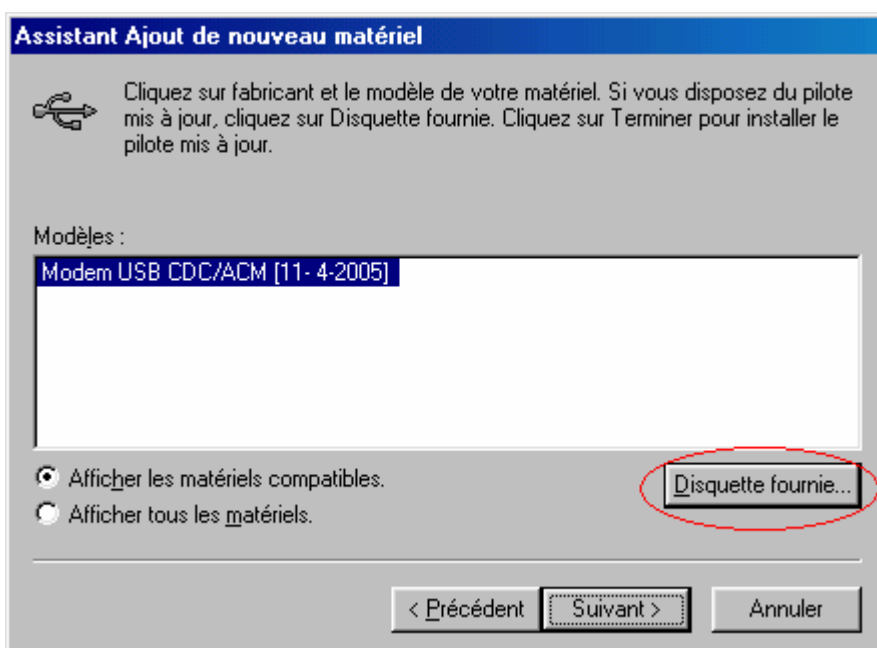 Assistant Ajout de nouveau matériel
Cliquez sur fabricant et le modèle de votre matériel. Si vous disposez du pilote
mis à jour, cliquez sur Disquette fournie. Cliquez sur Terminer pour installer le
pilote mis à jour.
Modèles :
Modem USB CDC/ACM [11- 4-2005]
Afficher les matériels compatibles.
Disquette fournie...
Afficher tous les matériels.
< Précédent
Suivant >
Annuler